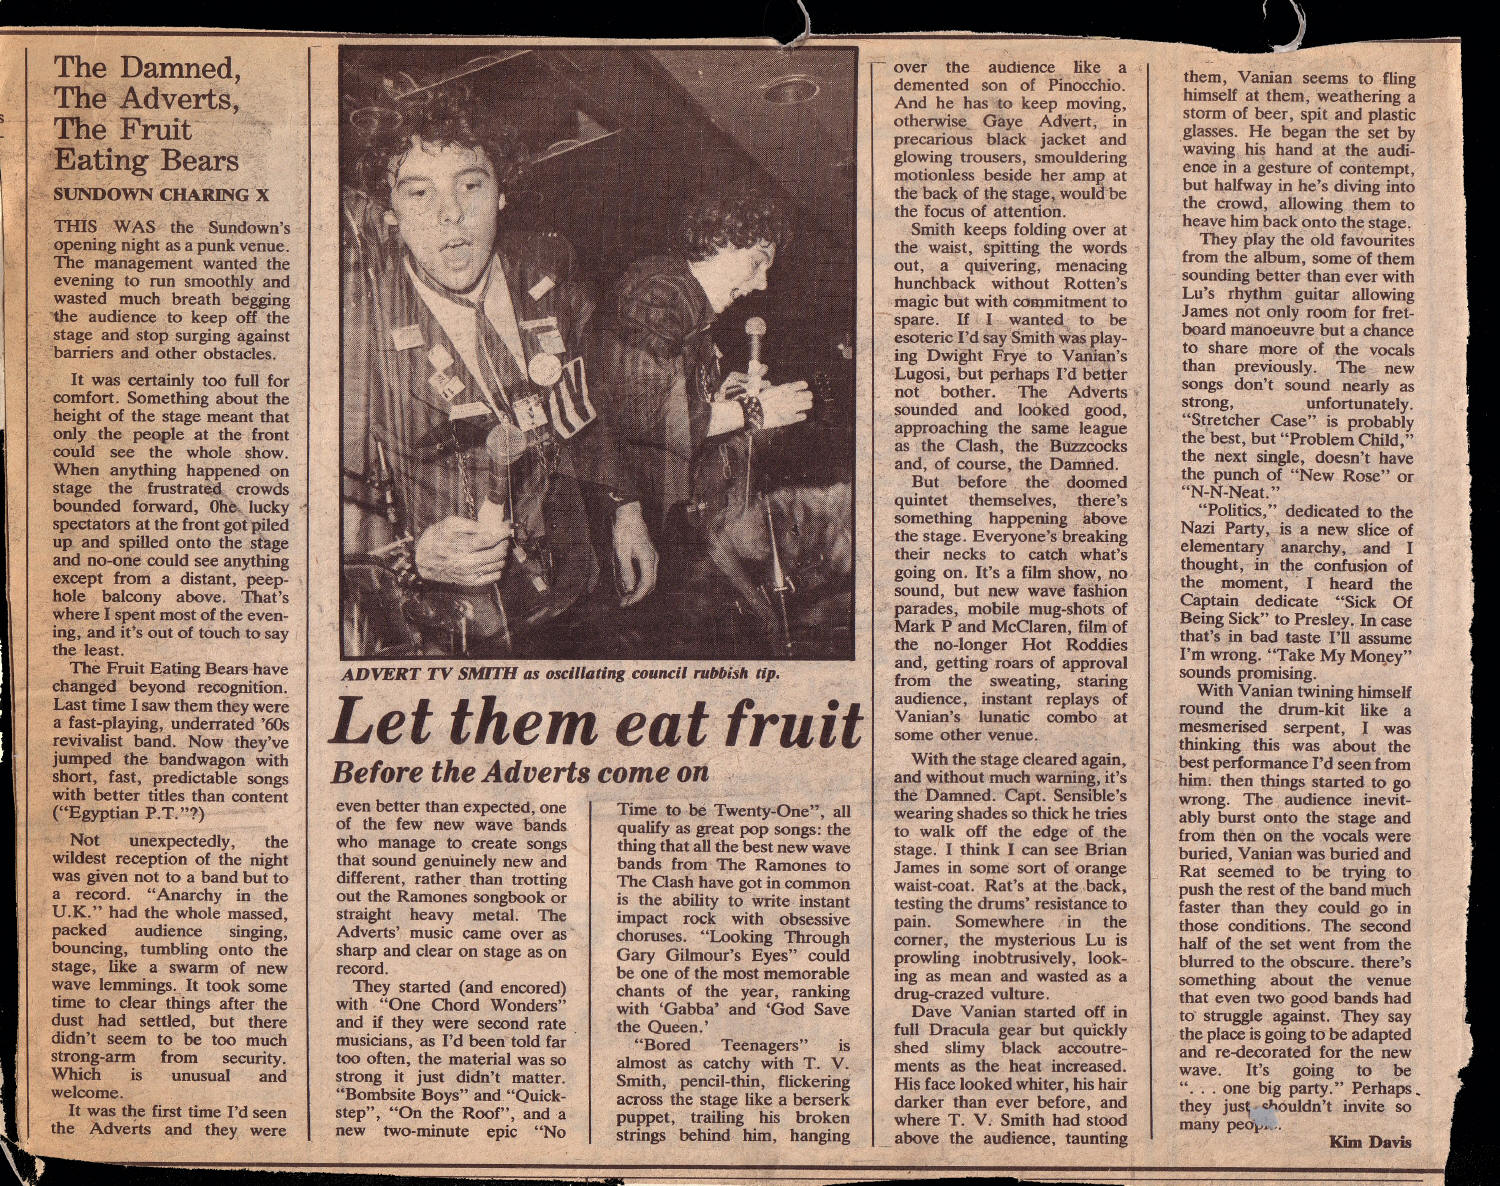 The Damned,
The Adverts,
The Fruit
Eating Bears
SUNDOWN CHARING X
THIS WAS the Sundown's
opening night as a punk venue.
The management wanted the
evening to run smoothly and
wasted much breath begging
the audience to keep off the
stage and stop surging against
barriers and other obstacles.
It was certainly too full for
comfort. Something about the
height of the stage meant that
only the people at the front
could see the whole show.
When anything happened on
stage the frustrated crowds
bounded forward, 0he lucky
spectators at the front got piled
up and spilled onto the stage
and no-one could see anything
except from a distant, peep-
hole balcony above. That's
where I spent most of the even-
ing, and it's out of touch to say
the least.
The Fruit Eating Bears have
changed beyond recognition.
Last time I saw them they were
a fast-playing, underrated '60s
revivalist band. Now they've
jumped the bandwagon with
short, fast, predictable songs
with better titles than content
("Egyptian P.T."?)
Not unexpectedly, the
wildest reception of the night
was given not to a band but to
a record. "Anarchy in the
U.K." had the whole massed,
packed audience singing,
bouncing, tumbling onto the
stage, like a swarm of new
wave lemmings. It took some
time to clear things after the
dust had settled, but there
didn't seem to be too much
strong-arm from security.
Which is unusual and
welcome.
It was the first time I'd seen
the Adverts and they were
ADVERT TV SMITH as oscillating council rubbish tip.
Let them eat fruit
Before the Adverts come on
even better than expected, one
of the few new wave bands
who manage to create songs
that sound genuinely new and
different, rather than trotting
out the Ramones songbook or
straight heavy metal. The
Adverts' music came over as
sharp and clear on stage as on
record.
They started (and encored)
with "One Chord Wonders"
and if they were second rate
musicians, as I'd been told far
too often, the material was so
strong it just didn't matter.
"Bombsite Boys" and "Quick-
step", "On the Roof", and a
new two-minute epic "No
Time to be Twenty-One", all
qualify as great pop songs: the
thing that all the best new wave
bands from The Ramones to
The Clash have got in common
is the ability to write instant
impact rock with obsessive
choruses. "Looking Through
Gary Gilmour's Eyes" could
be one of the most memorable
chants of the year, ranking
with 'Gabba' and 'God Save
the Queen.'
"Bored Teenagers" is
almost as catchy with T. V.
Smith, pencil-thin, flickering
across the stage like a berserk
puppet, trailing his broken
strings behind him, hanging
over the audience like a
demented son of Pinocchio.
And he has to keep moving,
otherwise Gaye Advert, in
precarious black jacket and
glowing trousers, smouldering
motionless beside her amp at
the back of the stage, would be
the focus of attention.
Smith keeps folding over at
the waist, spitting the words
out, a quivering, menacing
hunchback without Rotten's
magic but with commitment to
spare. If I wanted to be
esoteric I'd say Smith was play-
ing Dwight Frye to Vanian's
Lugosi, but perhaps I'd better
not bother. The Adverts
sounded and looked good,
approaching the same league
as the Clash, the Buzzcocks
and, of course, the Damned.
But before the doomed
quintet themselves, there's
something happening above
the stage. Everyone's breaking
their necks to catch what's
going on. It's a film show, no
sound, but new wave fashion
parades, mobile mug-shots of
Mark P and McClaren, film of
the no-longer Hot Roddies
and, getting roars of approval
from the sweating, staring
audience, instant replays of
Vanian's lunatic combo at
some other venue.
With the stage cleared again,
and without much warning, it's
the Damned. Capt. Sensible's
wearing shades so thick he tries
to walk off the edge of the
stage. I think I can see Brian
James in some sort of orange
waist-coat. Rat's at the back,
testing the drums' resistance to
pain. Somewhere in the
corner, the mysterious Lu is
prowling inobtrusively, look-
ing as mean and wasted as a
drug-crazed vulture.
Dave Vanian started off in
full Dracula gear but quickly
shed slimy black accoutre-
ments as the heat increased.
His face looked whiter, his hair
darker than ever before, and
where T. V. Smith had stood
above the audience, taunting
them, Vanian seems to fling
himself at them, weathering a
storm of beer, spit and plastic
glasses. He began the set by
waving his hand at the audi-
ence in a gesture of contempt,
but halfway in he's diving into
the crowd, allowing them to
heave him back onto the stage.
They play the old favourites
from the album, some of them
sounding better than ever with
Lu's rhythm guitar allowing
James not only room for fret-
board manoeuvre but a chance
to share more of the vocals
than previously. The new
songs don't sound nearly as
strong, unfortunately.
"Stretcher Case" is probably
the best, but "Problem Child,"
the next single, doesn't have
the punch of "New Rose" or
"N-N-Neat."
"Politics," dedicated to the
Nazi Party, is a new slice of
elementary anarchy, and I
thought, in the confusion of
the moment, I heard the
Captain dedicate "Sick Of
Being Sick" to Presley. In case
that's in bad taste I'll assume
I'm wrong. "Take My Money"
sounds promising.
With Vanian twining himself
round the drum-kit like a
mesmerised serpent, I was
thinking this was about the
best performance I'd seen from
him. then things started to go
wrong. The audience inevit-
ably burst onto the stage and
from then on the vocals were
buried, Vanian was buried and
Rat seemed to be trying to
push the rest of the band much
faster than they could go in
those conditions. The second
half of the set went from the
blurred to the obscure. there's
something about the venue
that even two good bands had
to struggle against. They say
the place is going to be adapted
and re-decorated for the new
wave. It's going to be
". . . one big party." Perhaps
they just shouldn't invite so
many people.
Kim Davis